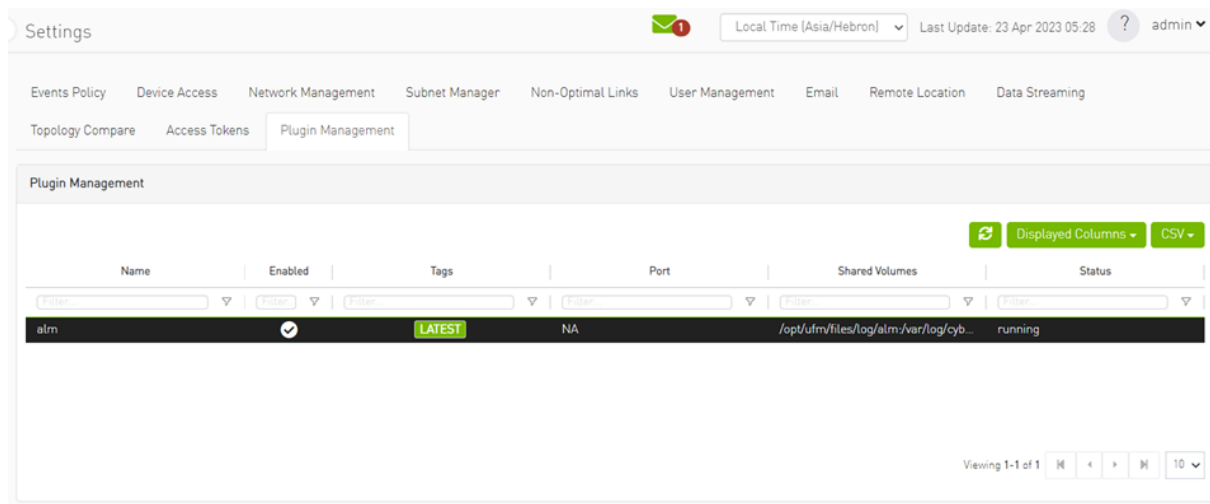 Settings
1
Local Time (Asia/Hebron)
Last Update: 23 Apr 2023 05:28
?
admin
Events Policy Device Access Network Management Subnet Manager Non-Optimal Links User Management Email Remote Location Data Streaming
Topology Compare Access Tokens Plugin Management
Plugin Management
Displayed Columns CSV
Name Enabled Tags Port Shared Volumes Status
Filter... Filter... Filter... Filter... Filter... Filter...
alm LATEST NA /opt/ufm/files/log/alm:/var/log/cyb... running
Viewing 1-1 of 1 10